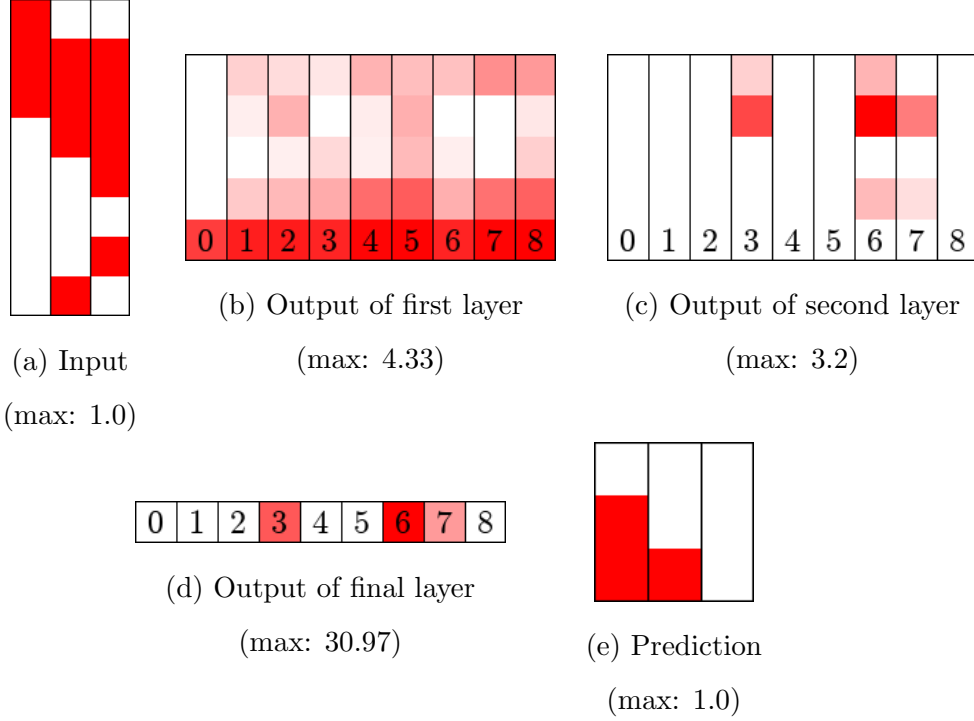 0 1 2 3 4 5 6 7 8
0 1 2 3 4 5 6 7 8
(b) Output of first layer
(max: 4.33)
(c) Output of second layer
(max: 3.2)
(a) Input
(max: 1.0)
0 1 2 3 4 5 6 7 8
(d) Output of final layer
(max: 30.97)
(e) Prediction
(max: 1.0)